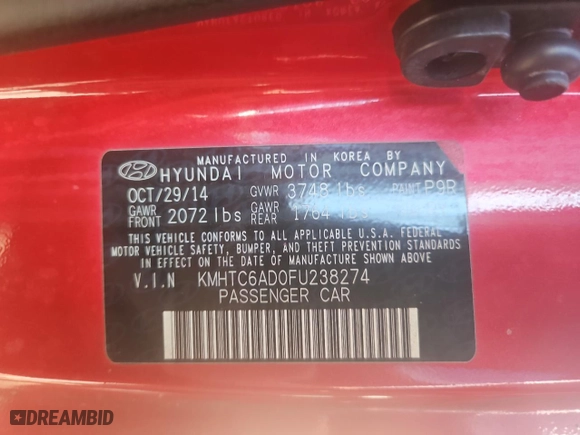 MANUFACTURED IN KOREA BY
HYUNDAI MOTOR COMPANY
OCT/29/14 GVWR 3748 lbs PAINT P9R
GAWR FRONT 2072 lbs GAWR REAR 1764 lbs
THIS VEHICLE CONFORMS TO ALL APPLICABLE U.S.A. FEDERAL
MOTOR VEHICLE SAFETY, BUMPER, AND THEFT PREVENTION STANDARDS
IN EFFECT ON THE DATE OF MANUFACTURE SHOWN ABOVE
V.I.N KMHTC6AD0FU238274
PASSENGER CAR
DREAMBID